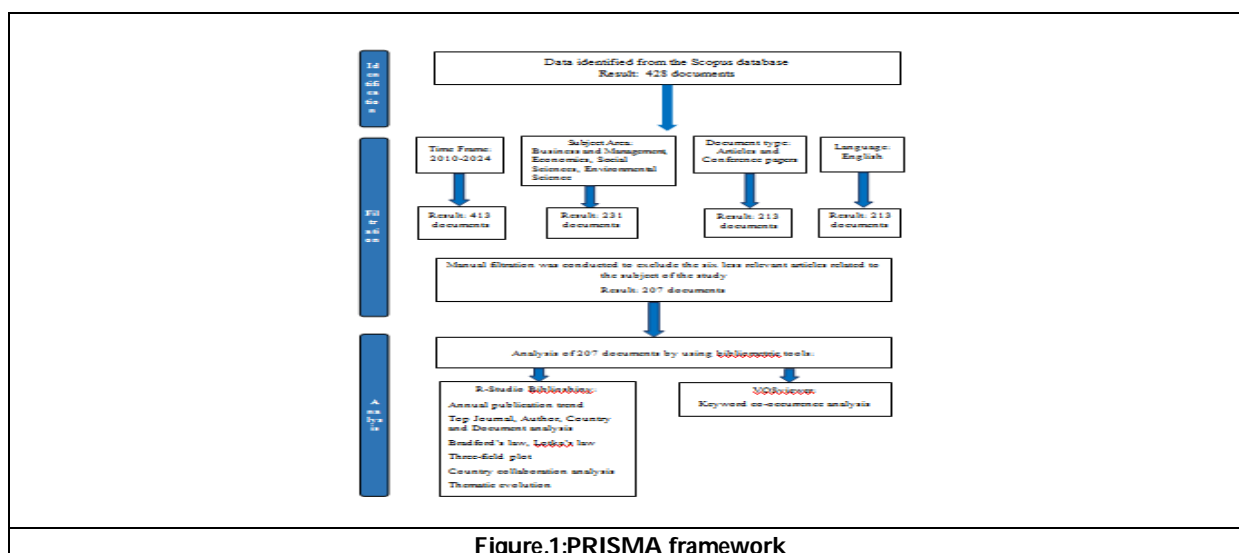 Id
en
tifi
ca
tio
n
Data identified from the Scopus database
Result: 428 documents
Fil
tr
ati
on
Time Frame:
2010-2024
Subject Area:
Business and Management,
Economics, Social
Sciences, Environmental
Science
Document type:
Articles and
Conference papers
Language:
English
Result: 413
documents
Result: 231
documents
Result: 213
documents
Result: 213
documents
Manual filtration was conducted to exclude the six less relevant articles related to
the subject of the study
Result: 207 documents
A
na
lys
is
Analysis of 207 documents by using bibliometric tools:
R-Studio Biblioshiny:
Annual publication trend
Top Journal, Author, Country
and Document analysis
Bradford's law, Lotka's law
Three-field plot
Country collaboration analysis
Thematic evolution
VOSviewer
Keyword co-occurrence analysis
Figure.1:PRISMA framework